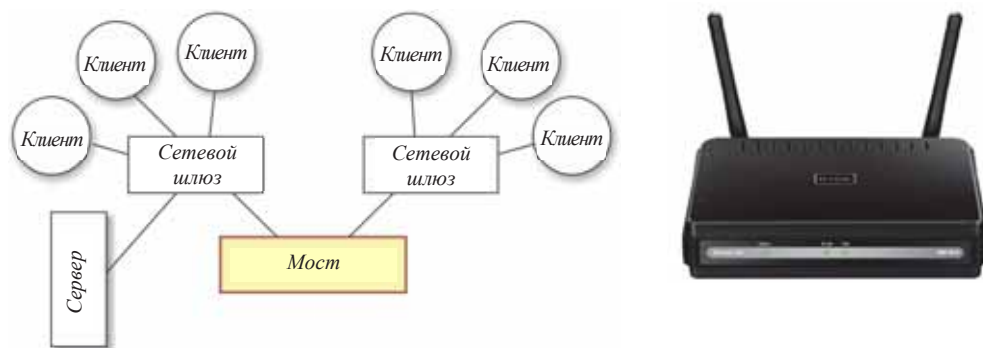 Клиент
Клиент
Клиент
Клиент
Клиент
Клиент
Сетевой
шлюз
Сетевой
шлюз
Сервер
Мост